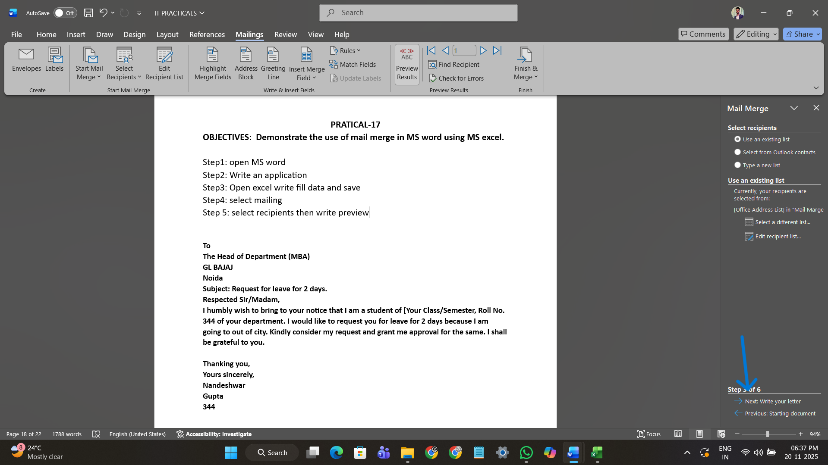 AutoSave Off
IT PRACTICALS
Search
File Home Insert Draw Design Layout References Mailings Review View Help
Comments Editing Share
Envelopes Labels
Create
Start Mail Merge
Select Recipients
Edit Recipient List
Start Mail Merge
Highlight Merge Fields
Address Block
Greeting Line
Insert Merge Field
Rules
Match Fields
Update Labels
Write & Insert Fields
ABC
Preview Results
1
Find Recipient
Check for Errors
Preview Results
Finish & Merge
Finish
PRATICAL-17
OBJECTIVES: Demonstrate the use of mail merge in MS word using MS excel.
Step1: open MS word
Step2: Write an application
Step3: Open excel write fill data and save
Step4: select mailing
Step 5: select recipients then write preview
To
The Head of Department (MBA)
GL BAJAJ
Noida
Subject: Request for leave for 2 days.
Respected Sir/Madam,
I humbly wish to bring to your notice that I am a student of [Your Class/Semester, Roll No.
344 of your department. I would like to request you for leave for 2 days because I am
going to out of city. Kindly consider my request and grant me approval for the same. I shall
be grateful to you.
Thanking you,
Yours sincerely,
Nandeshwar
Gupta
344
Mail Merge
Select recipients
Use an existing list
Select from Outlook contacts
Type a new list
Use an existing list
Currently, your recipients are
selected from:
[Office Address List] in "Mail Marge
Select a different list...
Edit recipient list...
Step 3 of 6
Next: Write your letter
Previous: Starting document
Page 18 of 22 1788 words English (United States) Accessibility: Investigate
Focus 94%
24°C
Mostly clear
Search
ENG
IN
06:37 PM
20-11-2025